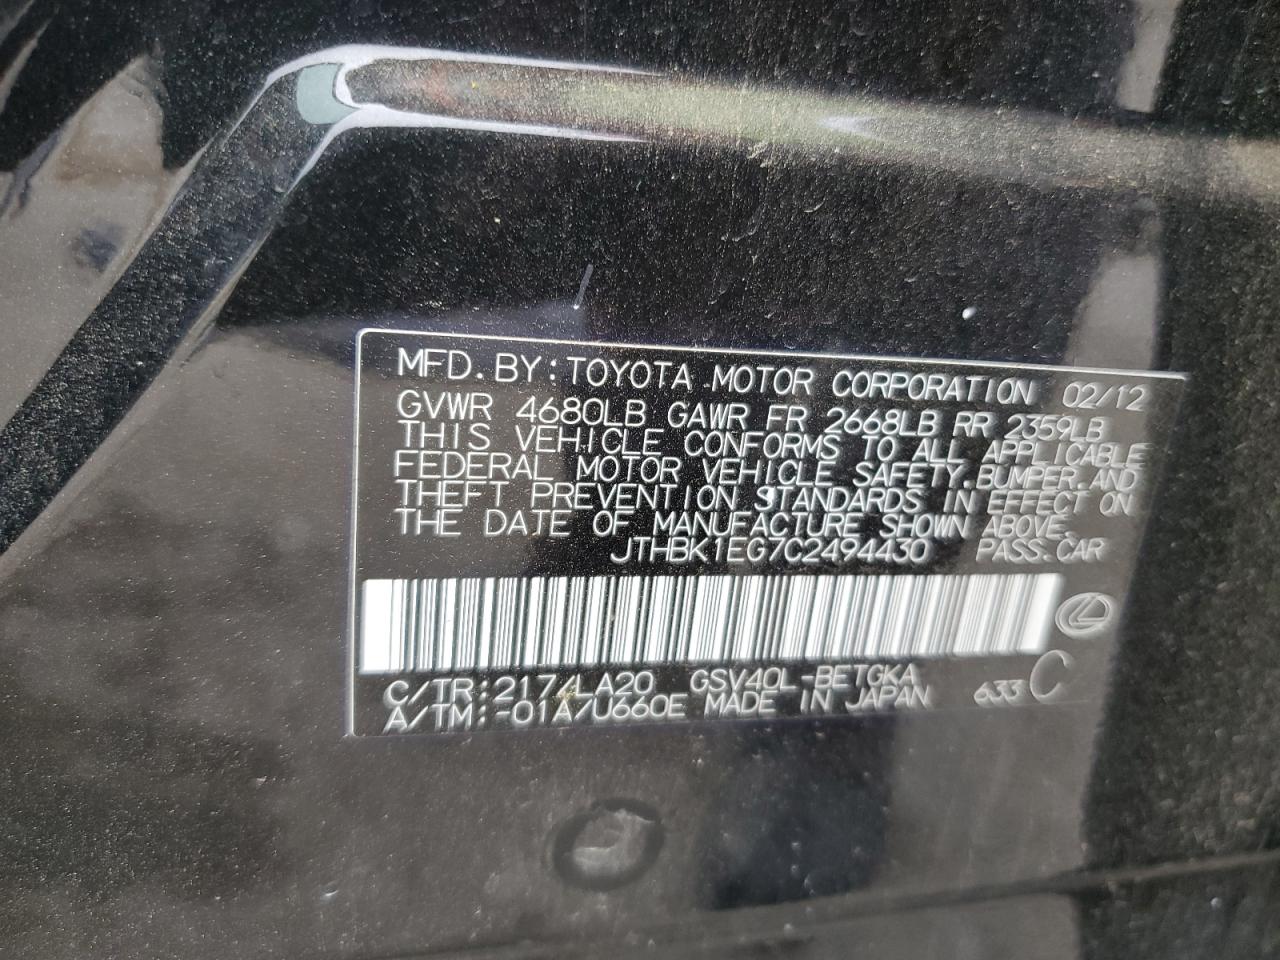 MFD. BY: TOYOTA MOTOR CORPORATION 02/12
GVWR 4680LB GAWR FR 2668LB RR 2359LB
THIS VEHICLE CONFORMS TO ALL APPLICABLE
FEDERAL MOTOR VEHICLE SAFETY, BUMPER, AND
THEFT PREVENTION STANDARDS IN EFFECT ON
THE DATE OF MANUFACTURE SHOWN ABOVE.
JTHBK1EG7C2494430 PASS. CAR
C/TR: 217/LA20 GSV40L-BETGKA 633 C
A/TM: -01A/U660E MADE IN JAPAN